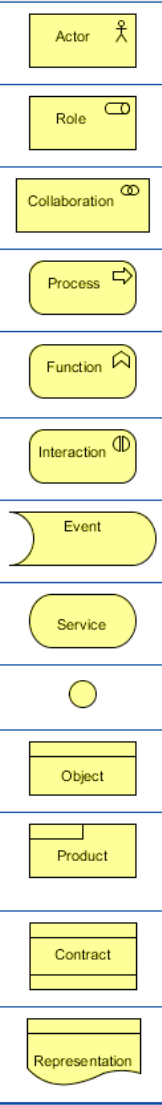 Actor
Role
Collaboration
Process
Function
Interaction
Event
Service
Object
Product
Contract
Representation